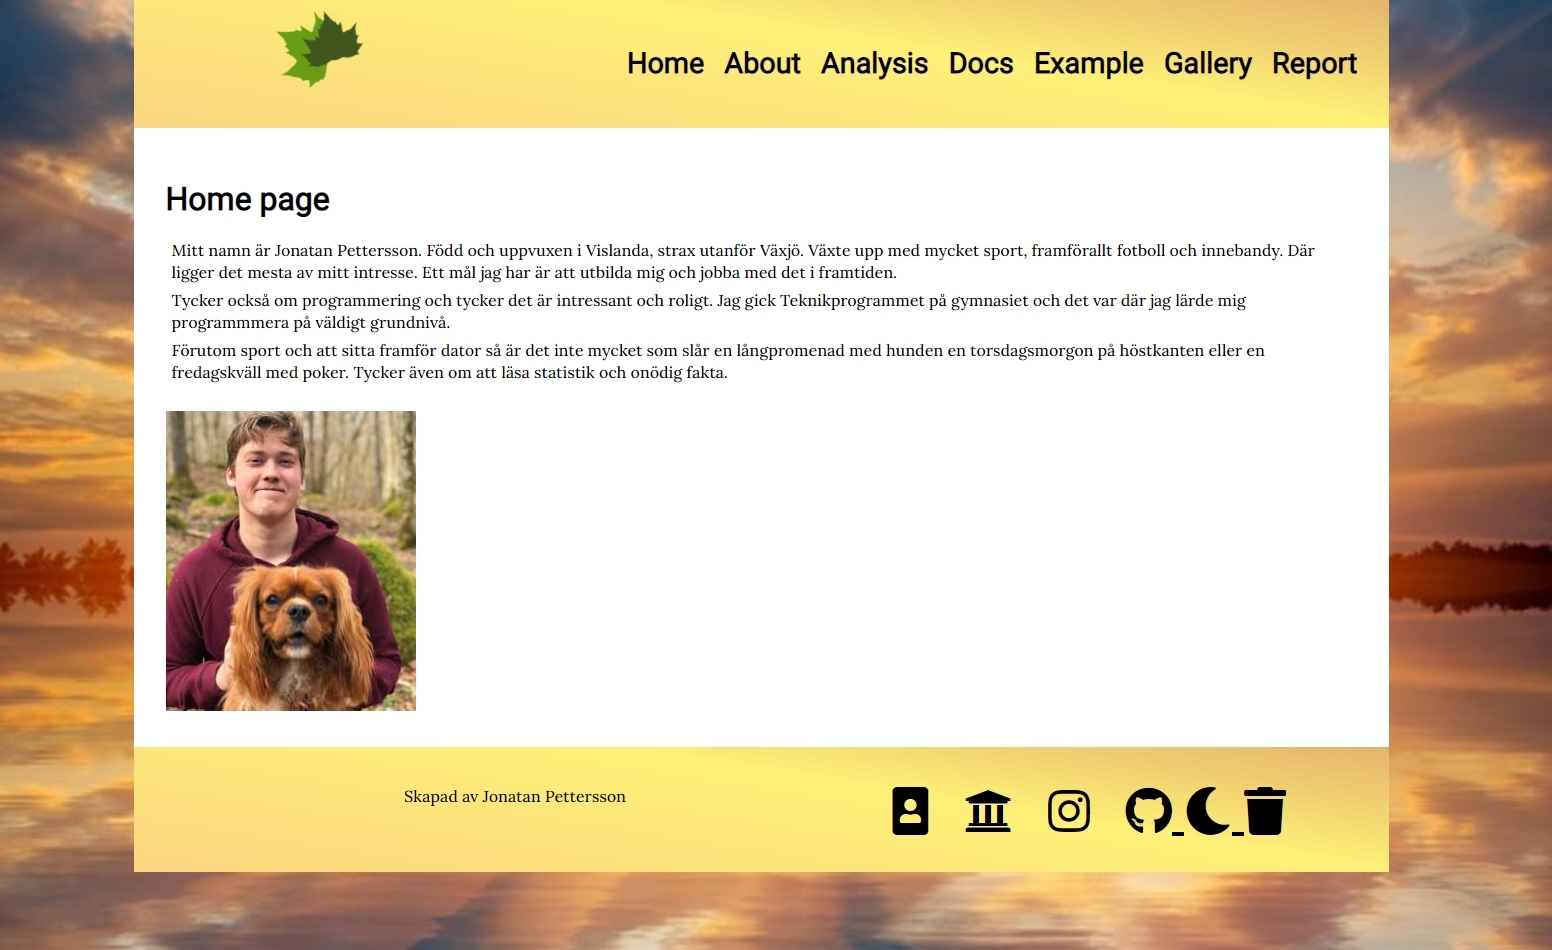 Home About Analysis Docs Example Gallery Report
Home page
Mitt namn är Jonatan Pettersson. Född och uppvuxen i Vislanda, strax utanför Växjö. Växte upp med mycket sport, framförallt fotboll och innebandy. Där
ligger det mesta av mitt intresse. Ett mål jag har är att utbilda mig och jobba med det i framtiden.
Tycker också om programmering och tycker det är intressant och roligt. Jag gick Teknikprogrammet på gymnasiet och det var där jag lärde mig
programmmera på väldigt grundnivå.
Förutom sport och att sitta framför dator så är det inte mycket som slår en långpromenad med hunden en torsdagsmorgon på höstkanten eller en
fredagskväll med poker. Tycker även om att läsa statistik och onödig fakta.
Skapad av Jonatan Pettersson